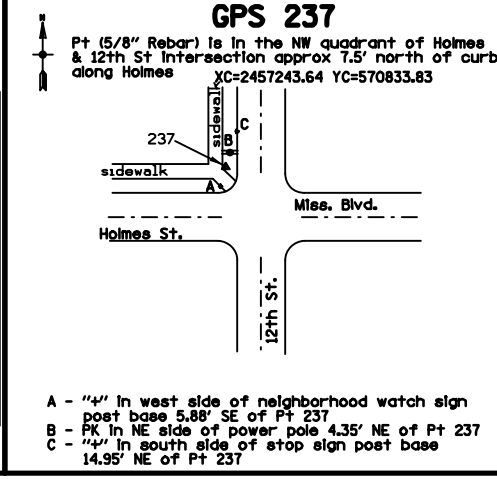 GPS 237
N
Pt (5/8" Rebar) is in the NW quadrant of Holmes
& 12th St intersection approx 7.5' north of curb
along Holmes
XC=2457243.64 YC=570833.83
sidewalk
C
B
237
sidewalk
A
Miss. Blvd.
Holmes St.
12th St.
A - "+" in west side of neighborhood watch sign
post base 5.88' SE of Pt 237
B - PK in NE side of power pole 4.35' NE of Pt 237
C - "+" in south side of stop sign post base
14.95' NE of Pt 237